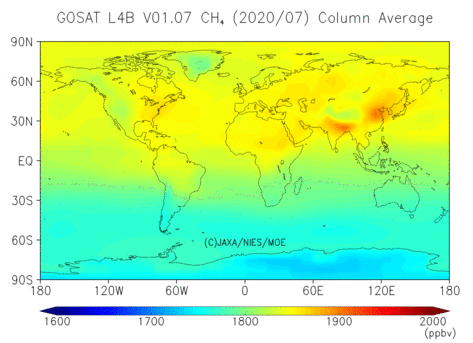 GOSAT L4B V01.07 CH₄ (2020/07) Column Average
90N
60N
30N
EQ
30S
60S
90S
(C)JAXA/NIES/MOE
180 120W 60W 0 60E 120E 180
1600 1700 1800 1900 2000
(ppbv)